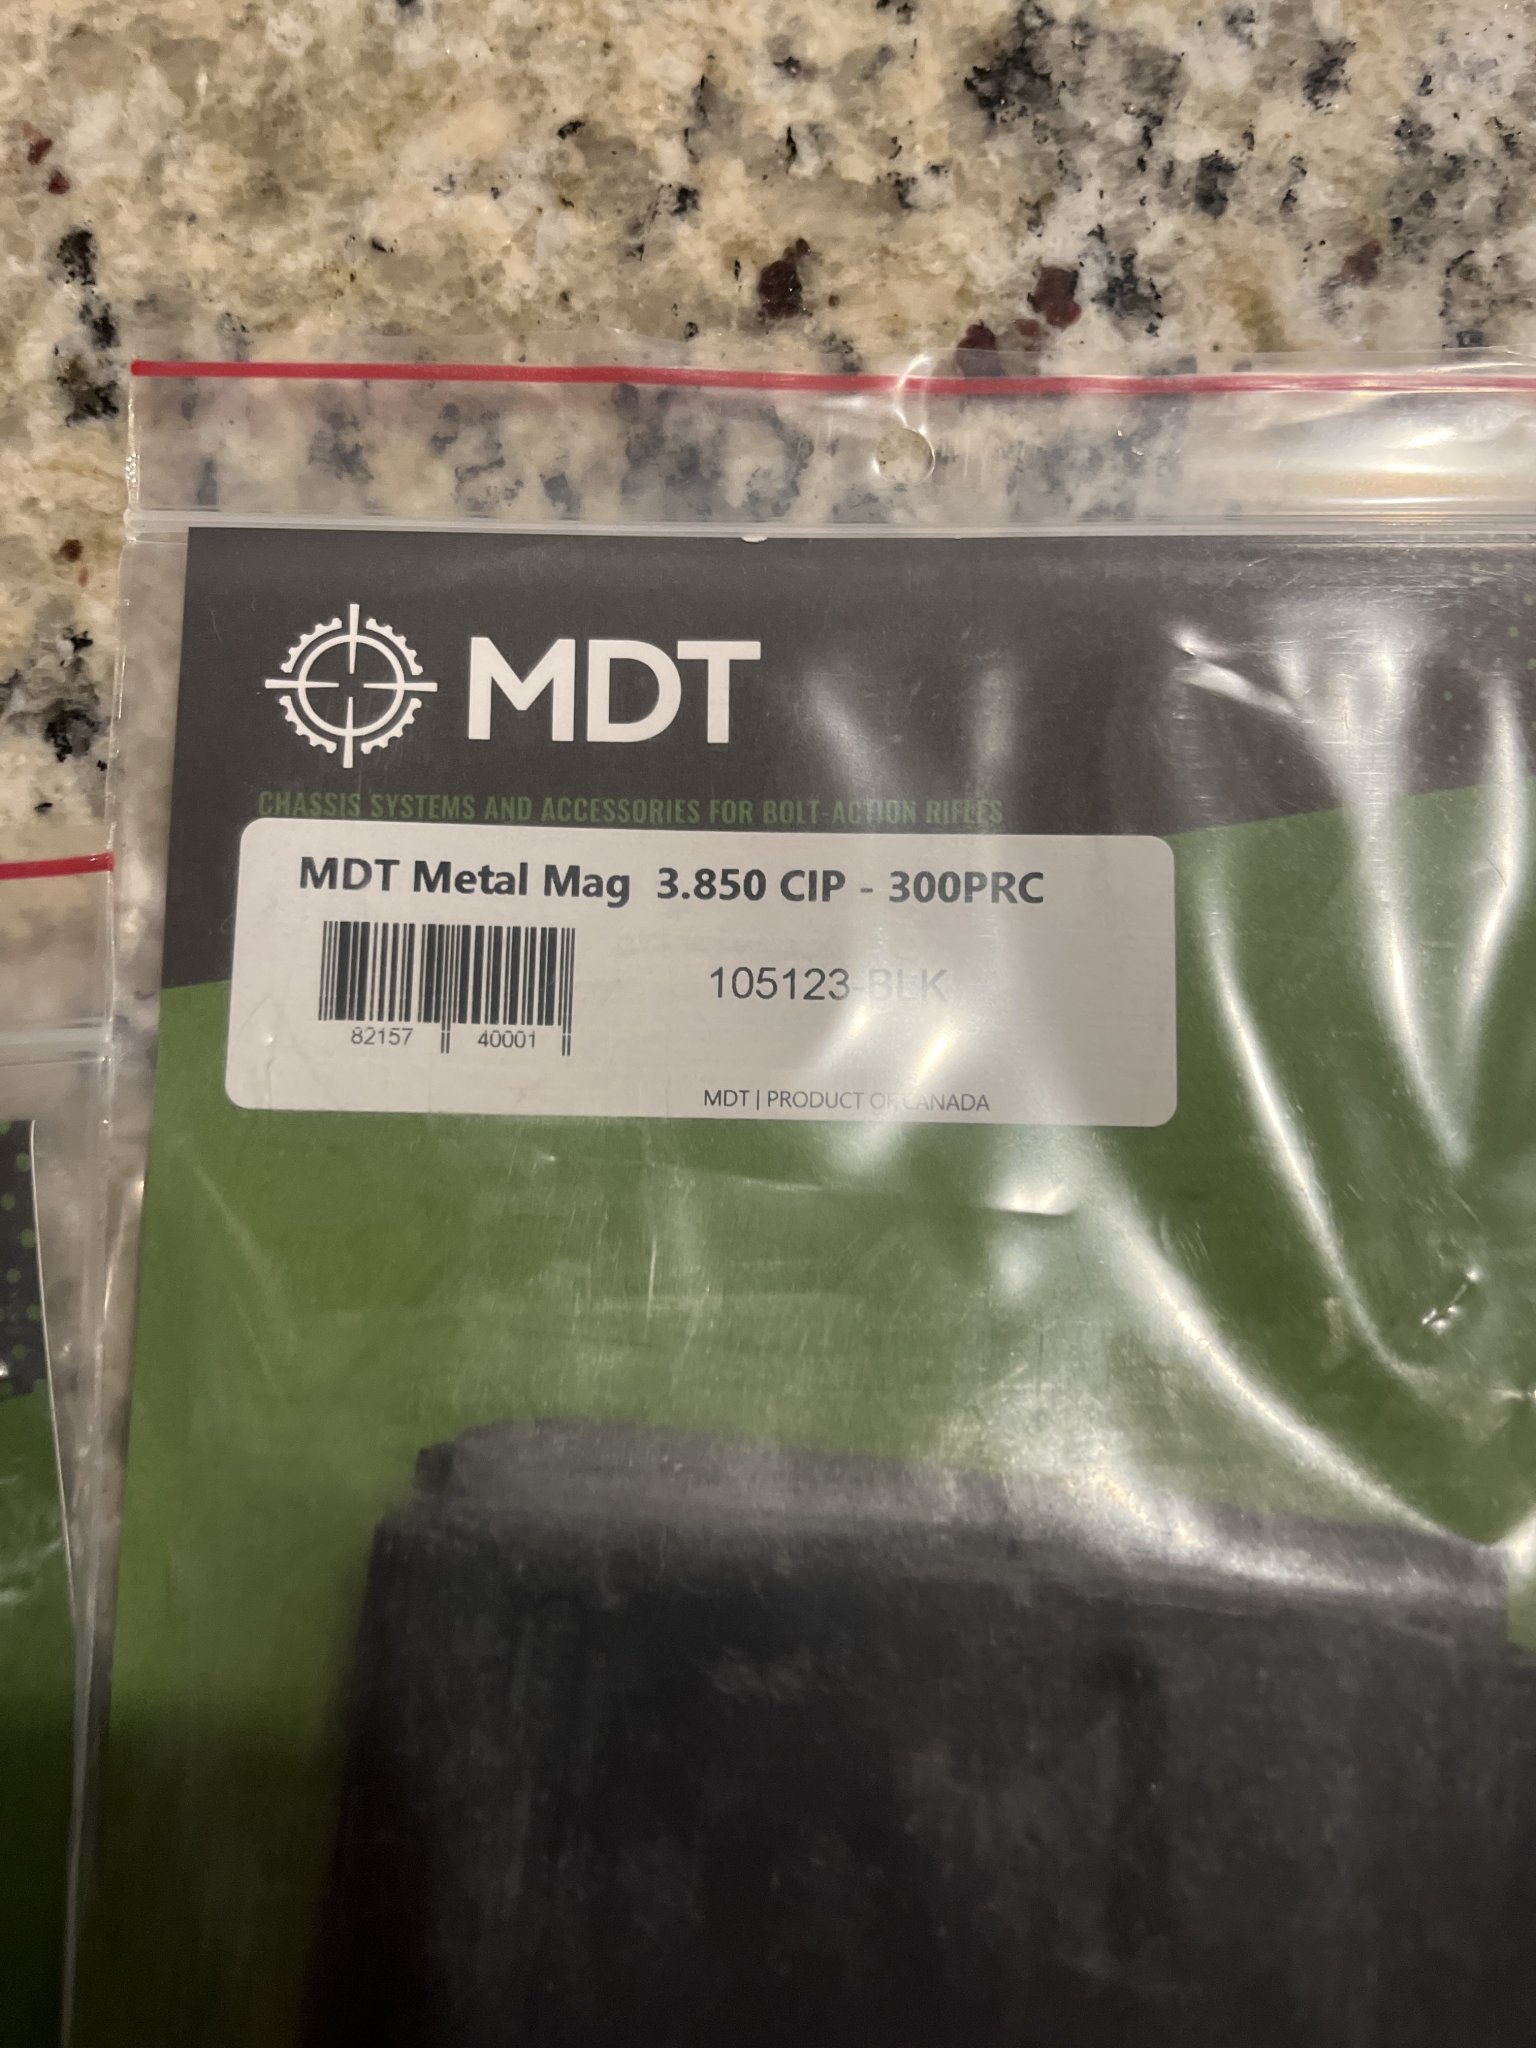 MDT
CHASSIS SYSTEMS AND ACCESSORIES FOR BOLT-ACTION RIFLES
MDT Metal Mag 3.850 CIP - 300PRC
105123-BLK
82157 40001
MDT | PRODUCT OF CANADA